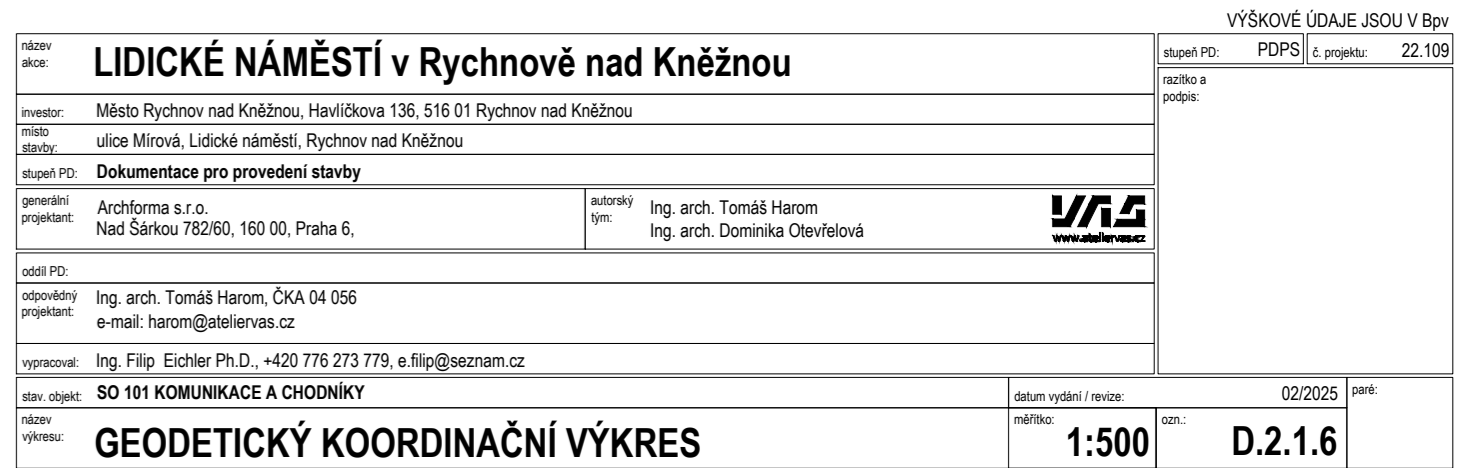 VÝŠKOVÉ ÚDAJE JSOU V Bpv
název akce: LIDICKÉ NÁMĚSTÍ v Rychnově nad Kněžnou
stupeň PD: PDPS č. projektu: 22.109
razítko a podpis:
investor: Město Rychnov nad Kněžnou, Havlíčkova 136, 516 01 Rychnov nad Kněžnou
místo stavby: ulice Mírová, Lidické náměstí, Rychnov nad Kněžnou
stupeň PD: Dokumentace pro provedení stavby
generální projektant: Archforma s.r.o.
Nad Šárkou 782/60, 160 00, Praha 6,
autorský tým: Ing. arch. Tomáš Harom
Ing. arch. Dominika Otevřelová
VAS
www.ateliervas.cz
oddíl PD:
odpovědný projektant: Ing. arch. Tomáš Harom, ČKA 04 056
e-mail: harom@ateliervas.cz
vypracoval: Ing. Filip Eichler Ph.D., +420 776 273 779, e.filip@seznam.cz
stav. objekt: SO 101 KOMUNIKACE A CHODNÍKY
datum vydání / revize: 02/2025
paré:
název výkresu: GEODETICKÝ KOORDINAČNÍ VÝKRES
měřítko: 1:500
ozn.: D.2.1.6